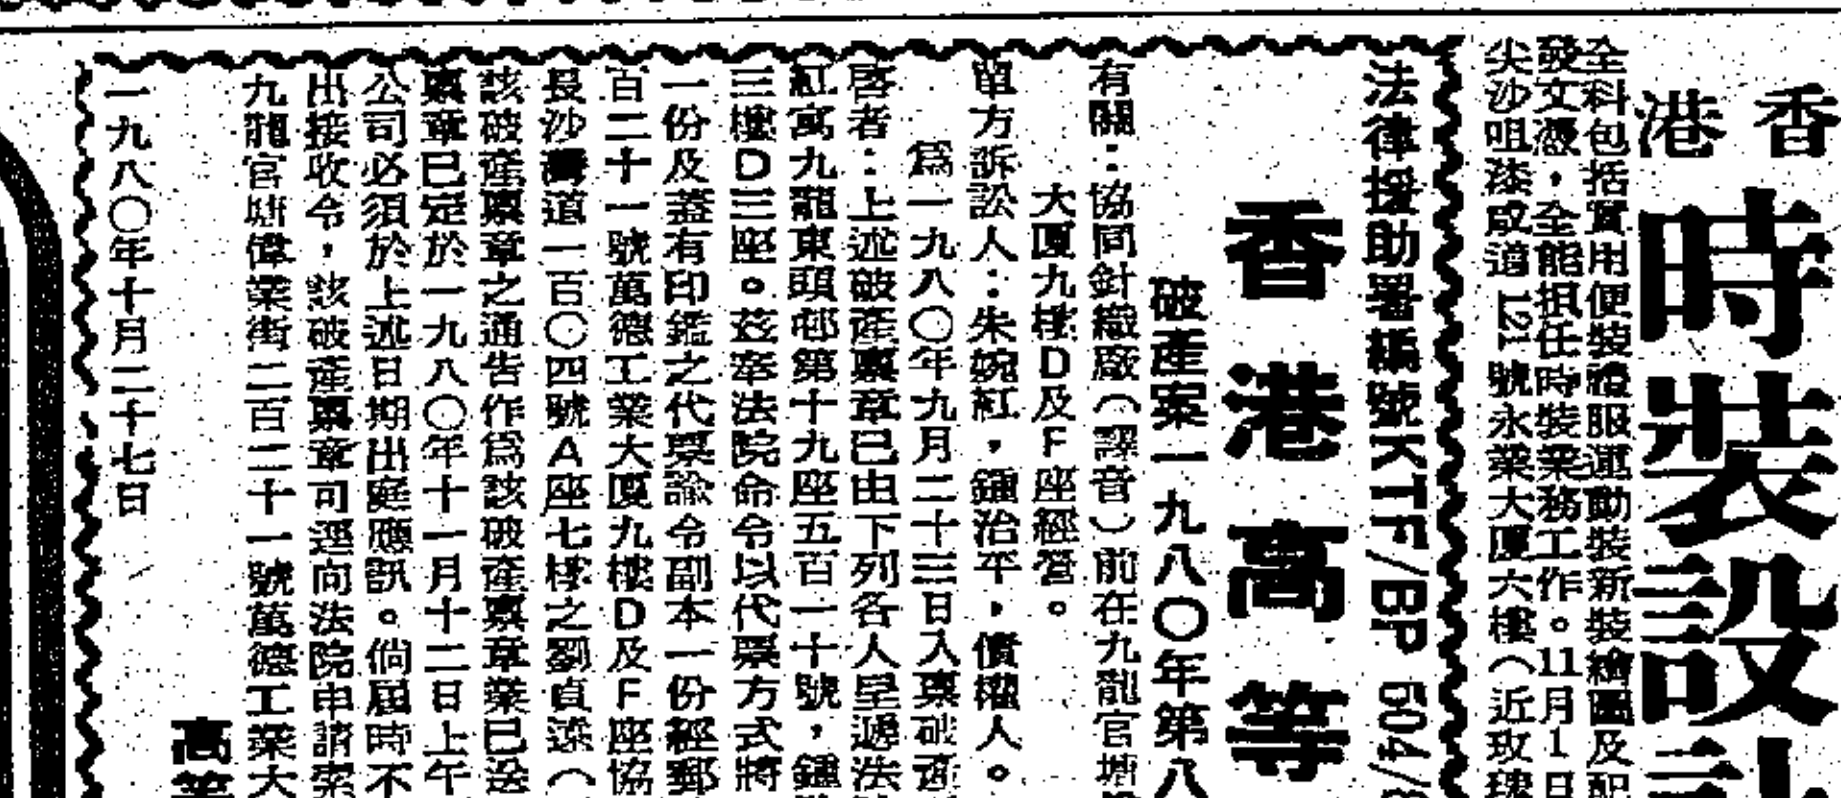 香港
時裝設計
全科包括實用便裝禮服運動裝新裝繪圖及配
發文憑，全能担任時裝業務工作。11月1日
尖沙咀漆咸道121號永業大厦六樓（近玫瑰
法律援助署編號KTF/BP 604/8
香港高等
破產案一九八〇年第八
有關：協同針織廠（譯音）前在九龍官塘
大厦九樓D及F座經營。
單方訴訟人：朱婉紅，鍾治平，債權人。
爲一九八〇年九月二十三日入禀破產
啓者：上述破產禀章已由下列各人呈遞法
紅寓九龍東頭邨第十九座五百一十號，鍾
三樓D三座。茲奉法院命令以代票方式將
一份及蓋有印鑑之代票諭令副本一份經郵
百二十一號萬德工業大厦九樓D及F座協
長沙灣道一百〇四號A座七樓之劉貞（
該破產禀章之通告作爲該破產禀章業已送
禀章已定於一九八〇年十一月十二日上午
公司必須於上述日期出庭應訊。倘屆時不
出接收令，該破產禀章可逕向法院申請索
九龍官塘偉業街二百二十一號萬德工業大
高等
一九八〇年十月二十七日